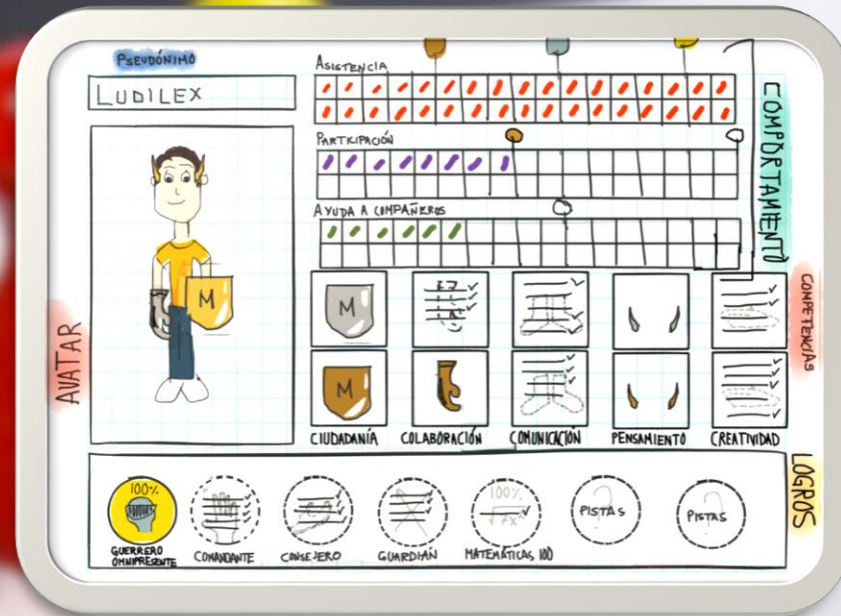 PSEUDÓNIMO
LUDILEX
AVATAR
M
ASISTENCIA
PARTICIPACIÓN
AYUDA A COMPAÑEROS
COMPORTAMIENTO
M
M
CIUDADANÍA COLABORACIÓN COMUNICACIÓN PENSAMIENTO CREATIVIDAD
COMPETENCIAS
100%
GUERRERO
OMNIPRESENTE
COMANDANTE
CONSEJERO
GUARDIÁN
100%
MATEMÁTICAS 100
PISTAS
PISTAS
LOGROS